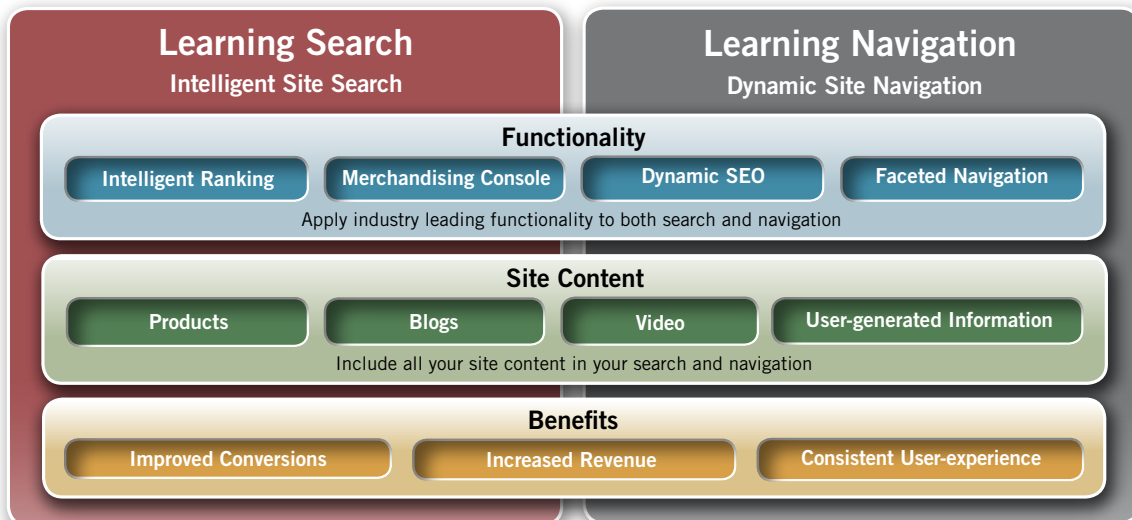 Learning Search
Intelligent Site Search
Learning Navigation
Dynamic Site Navigation
Functionality
Intelligent Ranking
Merchandising Console
Dynamic SEO
Faceted Navigation
Apply industry leading functionality to both search and navigation
Site Content
Products
Blogs
Video
User-generated Information
Include all your site content in your search and navigation
Benefits
Improved Conversions
Increased Revenue
Consistent User-experience